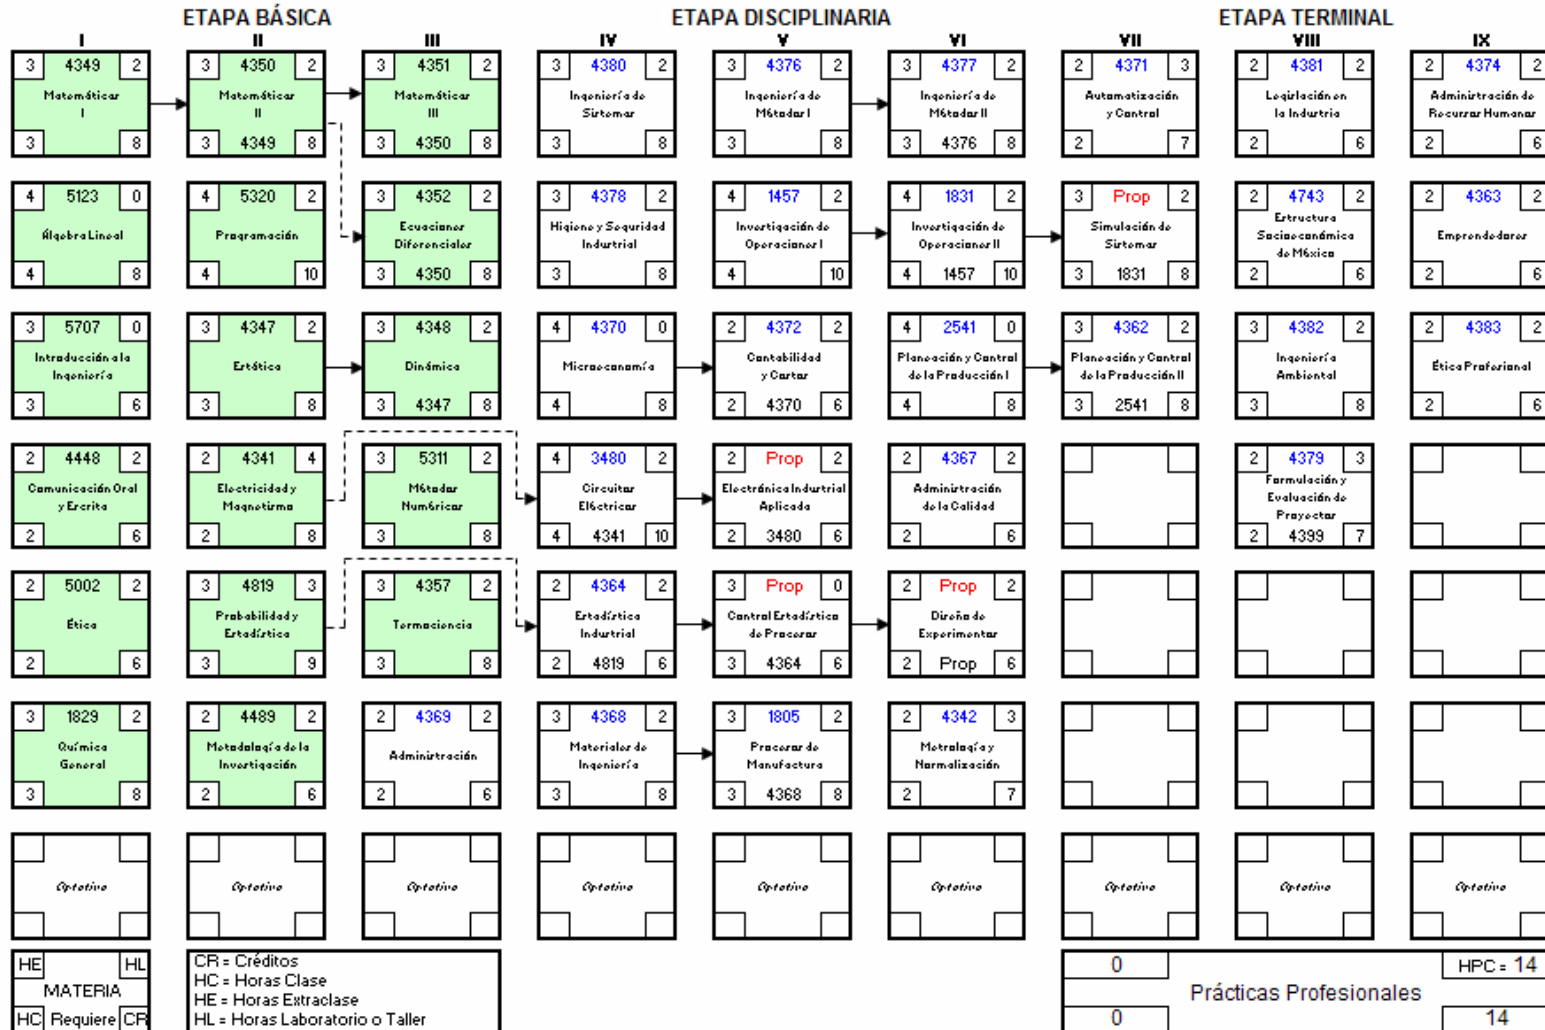 ETAPA BÁSICA ETAPA DISCIPLINARIA ETAPA TERMINAL
I II III IV V VI VII VIII IX
3 4349 2
Matemáticas
I
3 8
3 4350 2
Matemáticas
II
3 4349 8
3 4351 2
Matemáticas
III
3 4350 8
3 4380 2
Ingeniería de
Sistemas
3 8
3 4376 2
Ingeniería de
Métodos I
3 8
3 4377 2
Ingeniería de
Métodos II
3 4376 8
2 4371 3
Automatización
y Control
2 7
2 4381 2
Legislación en
la Industria
2 6
2 4374 2
Administración de
Recursos Humanos
2 6
4 5123 0
Álgebra Lineal
4 8
4 5320 2
Programación
4 10
3 4352 2
Ecuaciones
Diferenciales
3 4350 8
3 4378 2
Higiene y Seguridad
Industrial
3 8
4 1457 2
Investigación de
Operaciones I
4 10
4 1831 2
Investigación de
Operaciones II
4 1457 10
3 Prop 2
Simulación de
Sistemas
3 1831 8
2 4743 2
Estructura
Socioeconómica
de México
2 6
2 4363 2
Emprendedores
2 6
3 5707 0
Introducción a la
Ingeniería
3 6
3 4347 2
Estática
3 8
3 4348 2
Dinámica
3 4347 8
4 4370 0
Microeconomía
4 8
2 4372 2
Contabilidad
y Costos
2 4370 6
4 2541 0
Planeación y Control
de la Producción I
4 8
3 4362 2
Planeación y Control
de la Producción II
3 2541 8
3 4382 2
Ingeniería
Ambiental
3 8
2 4383 2
Ética Profesional
2 6
2 4448 2
Comunicación Oral
y Escrita
2 6
2 4341 4
Electricidad y
Magnetismo
2 8
3 5311 2
Métodos
Numéricos
3 8
4 3480 2
Circuitos
Eléctricos
4 4341 10
2 Prop 2
Electrónica Industrial
Aplicada
2 3480 6
2 4367 2
Administración
de la Calidad
2 6
2 4379 3
Formulación y
Evaluación de
Proyectos
2 4399 7
2 5002 2
Ética
2 6
3 4819 3
Probabilidad y
Estadística
3 9
3 4357 2
Termociencia
3 8
2 4364 2
Estadística
Industrial
2 4819 6
3 Prop 0
Control Estadístico
de Procesos
3 4364 6
2 Prop 2
Diseño de
Experimentos
2 Prop 6
3 1829 2
Química
General
3 8
2 4489 2
Metodología de la
Investigación
2 6
2 4369 2
Administración
2 6
3 4368 2
Materiales de
Ingeniería
3 8
3 1805 2
Procesos de
Manufactura
3 4368 8
2 4342 3
Metrología y
Normalización
2 7
Optativa Optativa Optativa Optativa Optativa Optativa Optativa Optativa Optativa
HE HL
MATERIA
HC Requiere CR
CR = Créditos
HC = Horas Clase
HE = Horas Extraclase
HL = Horas Laboratorio o Taller
0 HPC = 14
Prácticas Profesionales
0 14